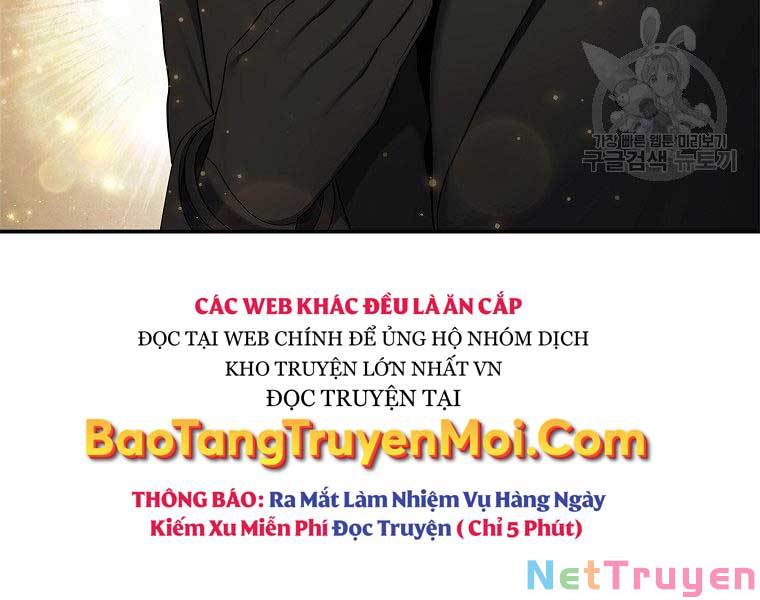 가장 빠른 웹툰 미리보기
구글검색 뉴토끼
CÁC WEB KHÁC ĐỀU LÀ ĂN CẮP
ĐỌC TẠI WEB CHÍNH ĐỂ ỦNG HỘ NHÓM DỊCH
KHO TRUYỆN LỚN NHẤT VN
ĐỌC TRUYỆN TẠI
BaoTangTruyenMoi.Com
THÔNG BÁO: Ra Mắt Làm Nhiệm Vụ Hàng Ngày
Kiếm Xu Miễn Phí Đọc Truyện ( Chỉ 5 Phút)
NetTruyen